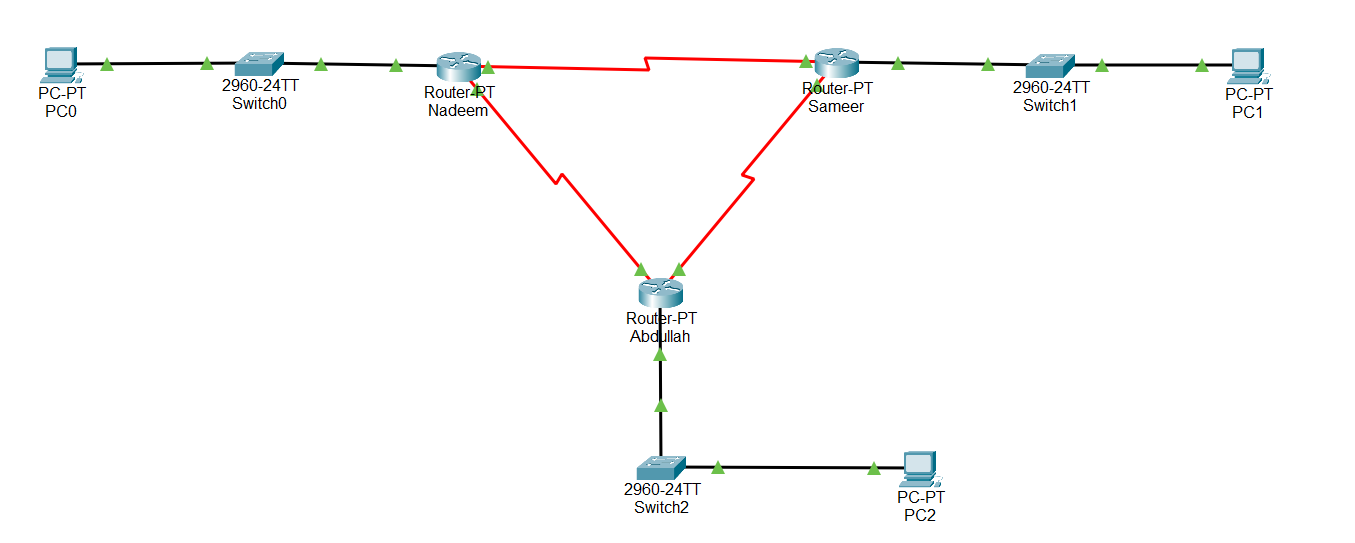 PC-PT
PC0
2960-24TT
Switch0
Router-PT
Nadeem
Router-PT
Sameer
2960-24TT
Switch1
PC-PT
PC1
Router-PT
Abdullah
2960-24TT
Switch2
PC-PT
PC2